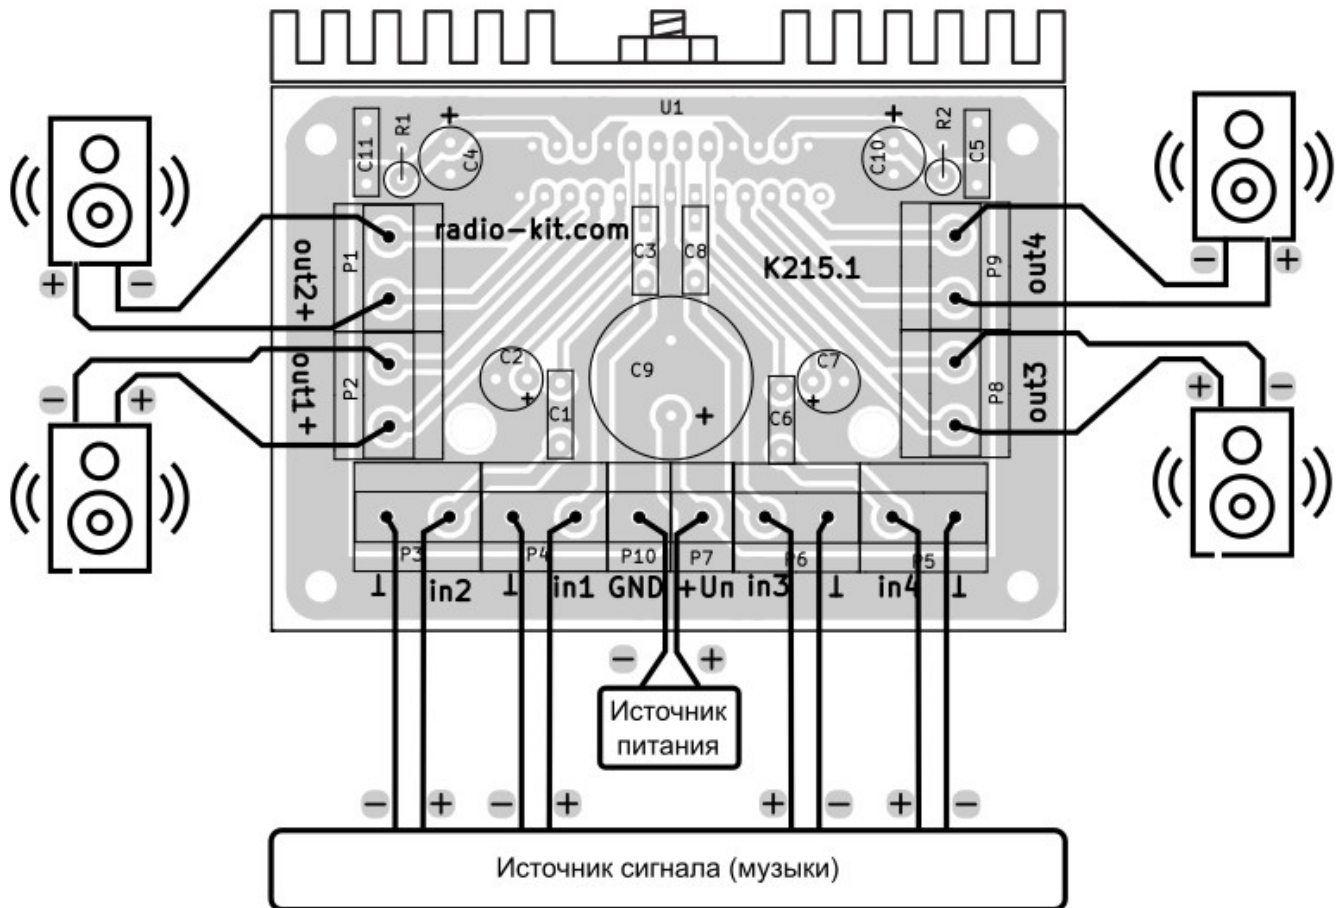 U1
C11
R1
+
C4
+
C10
R2
C5
radio-kit.com
K215.1
C3
C8
P1
out2+
P2
out1+
P9
out4
P8
out3
+
−
−
+
−
+
+
−
C2
+
C1
C9
+
C7
+
C6
P3
P4
P10
P7
P6
P5
⊥
in2
⊥
in1
GND
+Uп
in3
⊥
in4
⊥
−
+
Источник
питания
−
+
−
+
+
−
+
−
Источник сигнала (музыки)